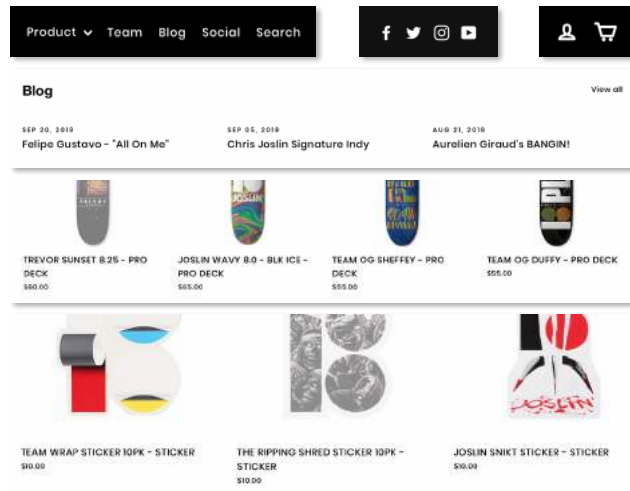 Product Team Blog Social Search
Blog
View all
SEP 20, 2019
Felipe Gustavo - "All On Me"
SEP 05, 2019
Chris Joslin Signature Indy
AUG 21, 2019
Aurelien Giraud's BANGIN!
JOSLIN
TREVOR SUNSET 8.25 - PRO
DECK
$60.00
JOSLIN WAVY 8.0 - BLK ICE -
PRO DECK
$65.00
TEAM OG SHEFFEY - PRO
DECK
$55.00
TEAM OG DUFFY - PRO DECK
$55.00
JOSLIN
TEAM WRAP STICKER 10PK - STICKER
$10.00
THE RIPPING SHRED STICKER 10PK -
STICKER
$10.00
JOSLIN SNIKT STICKER - STICKER
$10.00